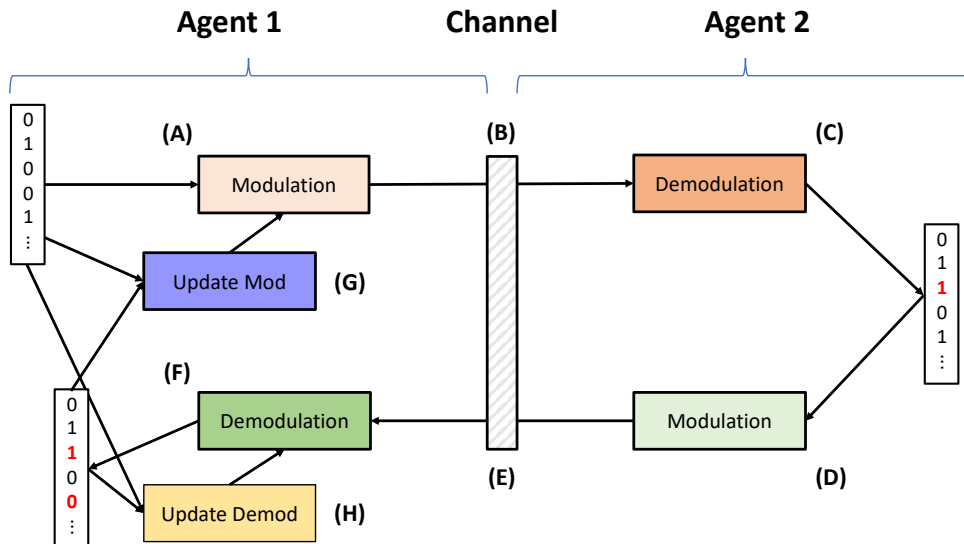 Agent 1
Channel
Agent 2
(A)
(B)
(C)
0
1
0
0
1
...
Modulation
Demodulation
Update Mod
(G)
0
1
1
0
1
...
(F)
0
1
1
0
0
...
Demodulation
Modulation
(E)
(D)
Update Demod
(H)